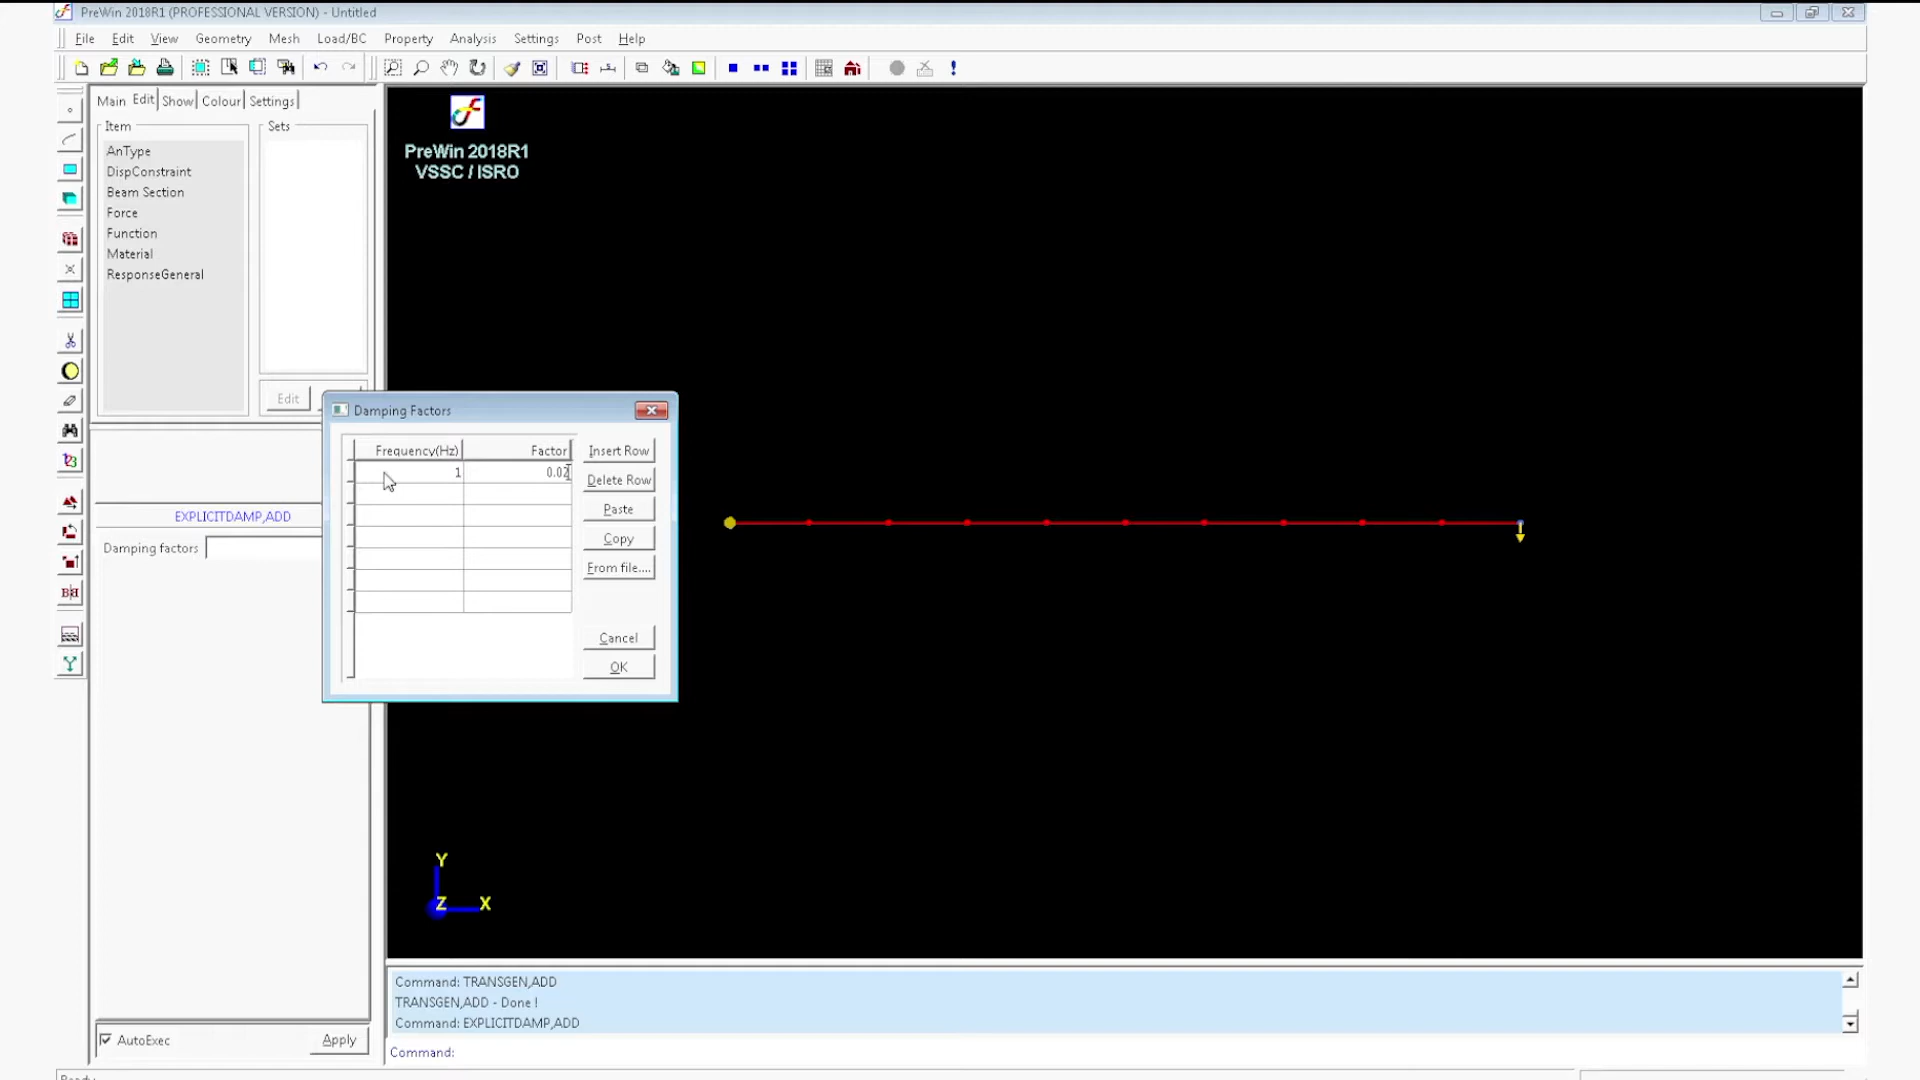 PreWin 2018R1 (PROFESSIONAL VERSION) - Untitled
File Edit View Geometry Mesh Load/BC Property Analysis Settings Post Help
Main Edit Show Colour Settings
Item Sets
AnType
DispConstraint
Beam Section
Force
Function
Material
ResponseGeneral
Edit
PreWin 2018R1
VSSC / ISRO
Damping Factors
Frequency(Hz) Factor
1 0.02
Insert Row
Delete Row
Paste
Copy
From file....
Cancel
OK
EXPLICITDAMP,ADD
Damping factors
Y
Z X
AutoExec Apply
Command: TRANSGEN,ADD
TRANSGEN,ADD - Done !
Command: EXPLICITDAMP,ADD
Command:
Ready